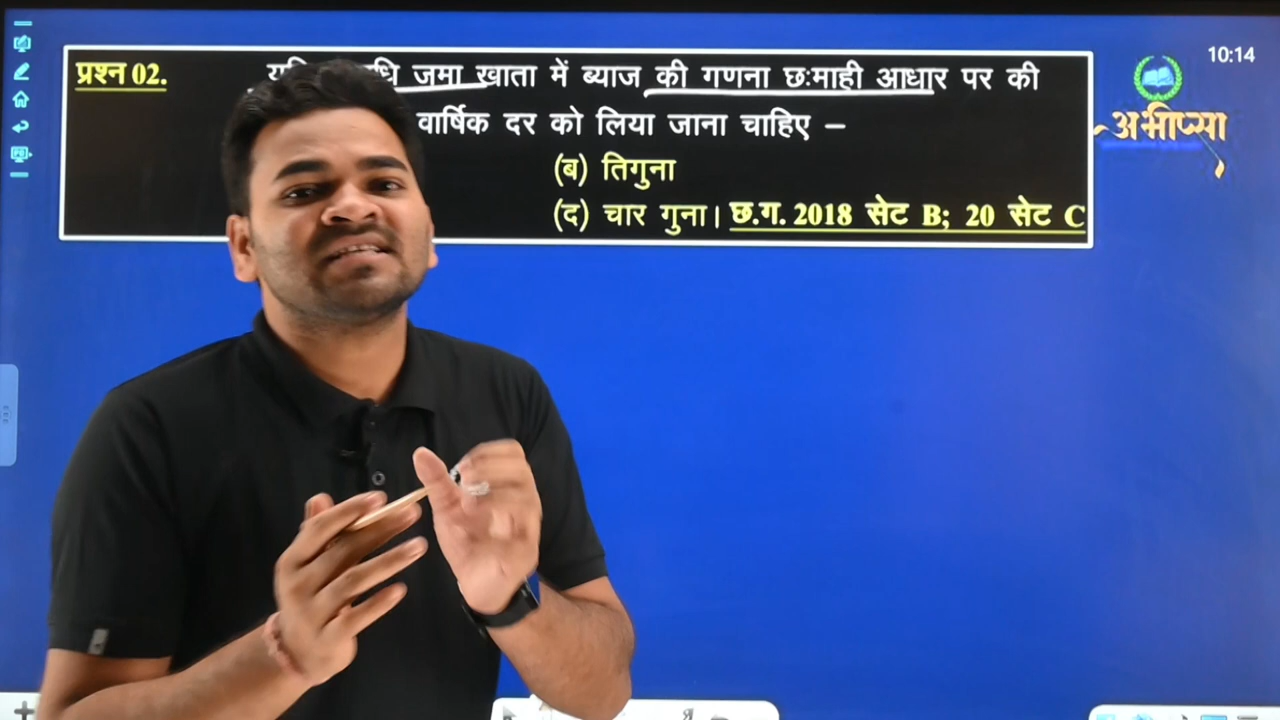 10:14
प्रश्न 02. जमा खाता में ब्याज की गणना छःमाही आधार पर की
वार्षिक दर को लिया जाना चाहिए –
(ब) तिगुना
(द) चार गुना। छ.ग. 2018 सेट B; 20 सेट C
अभीप्सा